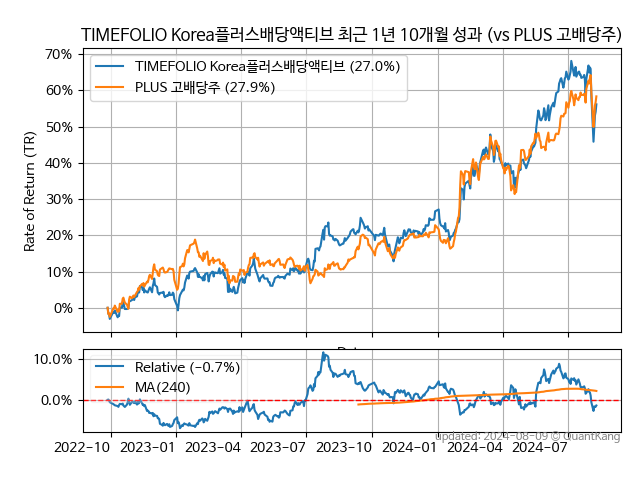 TIMEFOLIO Korea플러스배당액티브 최근 1년 10개월 성과 (vs PLUS 고배당주)
70%
60%
50%
40%
30%
20%
10%
0%
Rate of Return (TR)
TIMEFOLIO Korea플러스배당액티브 (27.0%)
PLUS 고배당주 (27.9%)
10.0%
0.0%
Relative (−0.7%)
MA(240)
2022-10 2023-01 2023-04 2023-07 2023-10 2024-01 2024-04 2024-07
Updated: 2024-08-09 © QuantKang